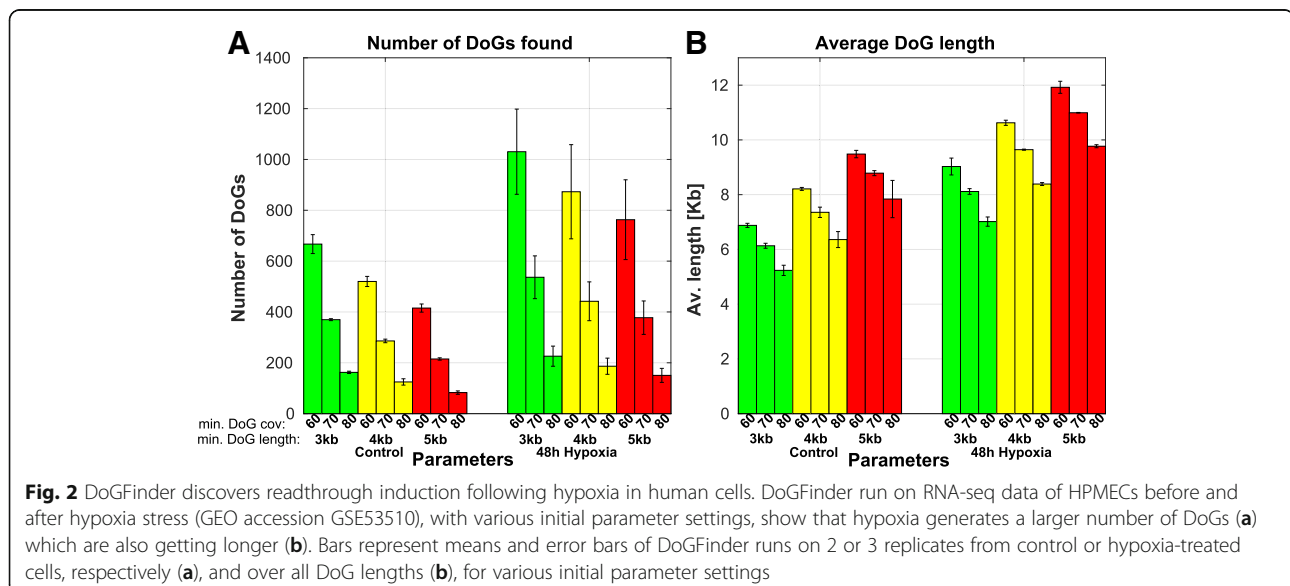 A
Number of DoGs found
1400
1200
1000
800
600
400
200
0
Number of DoGs
60 70 80 60 70 80 60 70 80 60 70 80 60 70 80 60 70 80
min. DoG cov:
min. DoG length: 3kb 4kb 5kb 3kb 4kb 5kb
Control 48h Hypoxia
Parameters
B
Average DoG length
12
10
8
6
4
2
0
Av. length [Kb]
60 70 80 60 70 80 60 70 80 60 70 80 60 70 80 60 70 80
3kb 4kb 5kb 3kb 4kb 5kb
Control 48h Hypoxia
Parameters
Fig. 2 DoGFinder discovers readthrough induction following hypoxia in human cells. DoGFinder run on RNA-seq data of HPMECs before and
after hypoxia stress (GEO accession GSE53510), with various initial parameter settings, show that hypoxia generates a larger number of DoGs (a)
which are also getting longer (b). Bars represent means and error bars of DoGFinder runs on 2 or 3 replicates from control or hypoxia-treated
cells, respectively (a), and over all DoG lengths (b), for various initial parameter settings